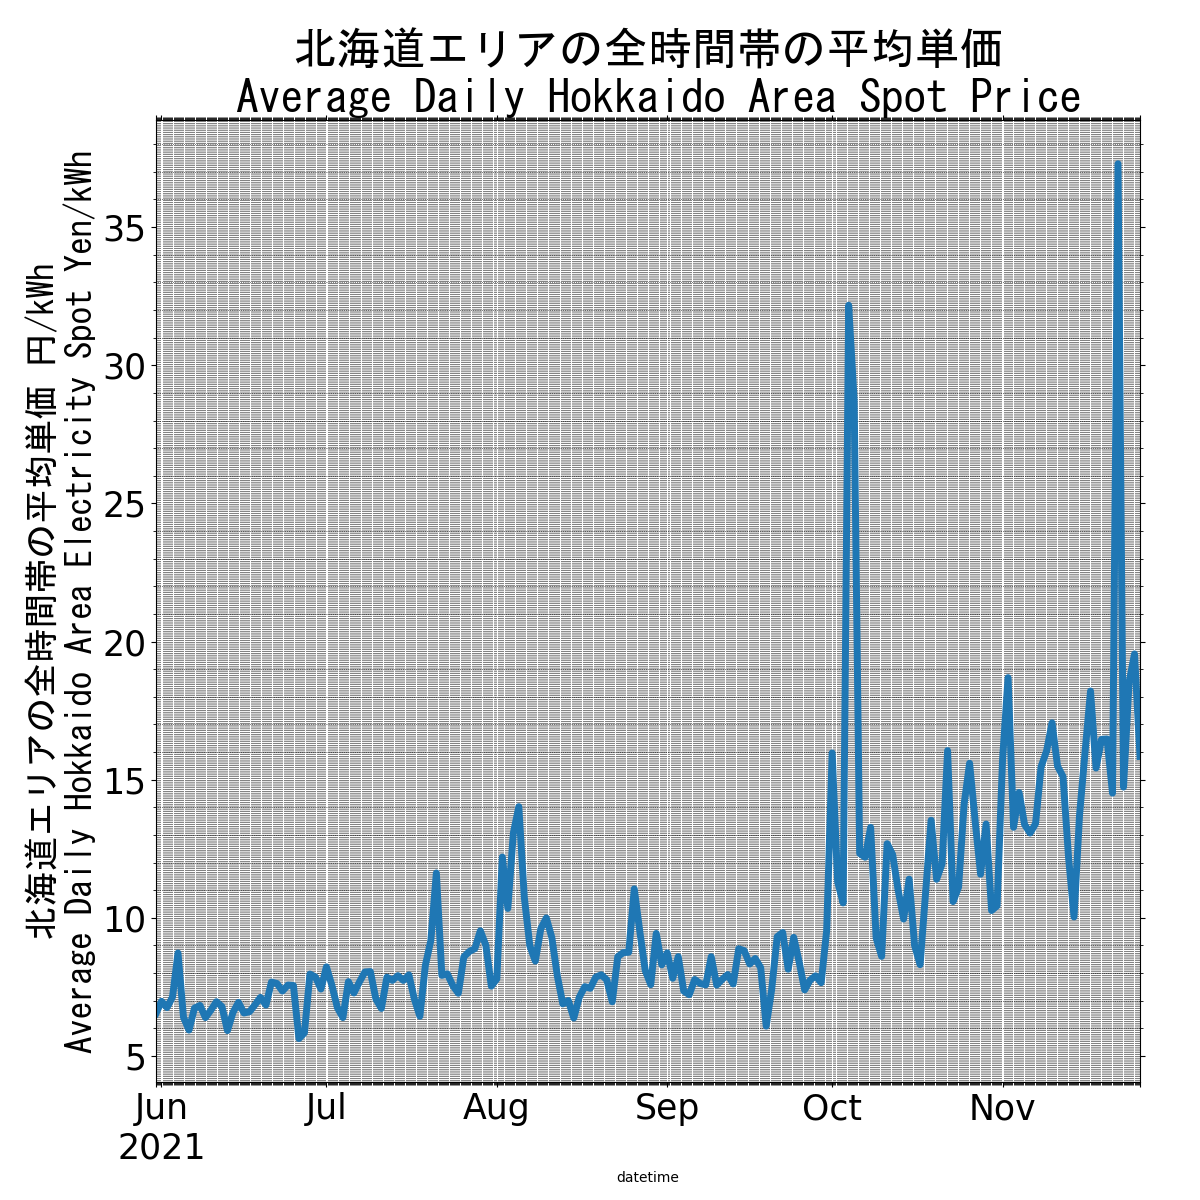 北海道エリアの全時間帯の平均単価
Average Daily Hokkaido Area Spot Price
北海道エリアの全時間帯の平均単価 円/kWh
Average Daily Hokkaido Area Electricity Spot Yen/kWh
35
30
25
20
15
10
5
Jun Jul Aug Sep Oct Nov
2021
datetime